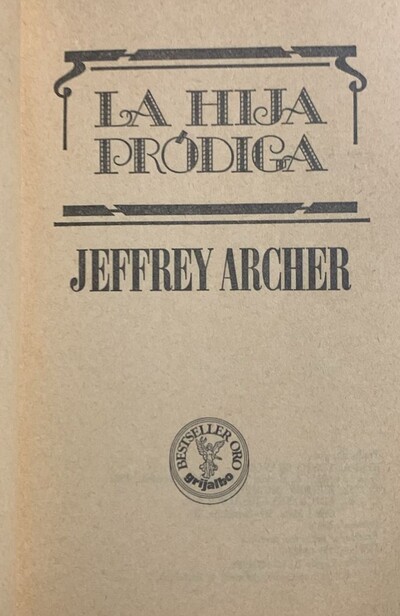 LA HIJA
PRÓDIGA
JEFFREY ARCHER
BESTSELLER ORO
grijalbo